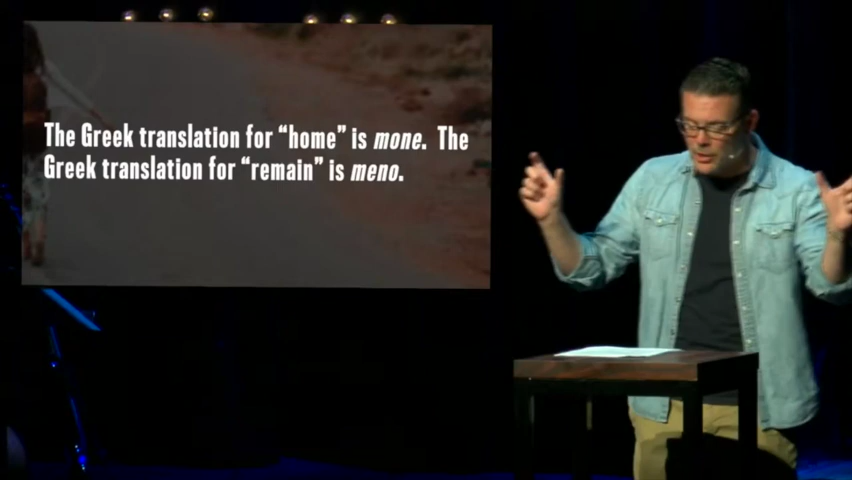 The Greek translation for “home” is mone. The
Greek translation for “remain” is meno.